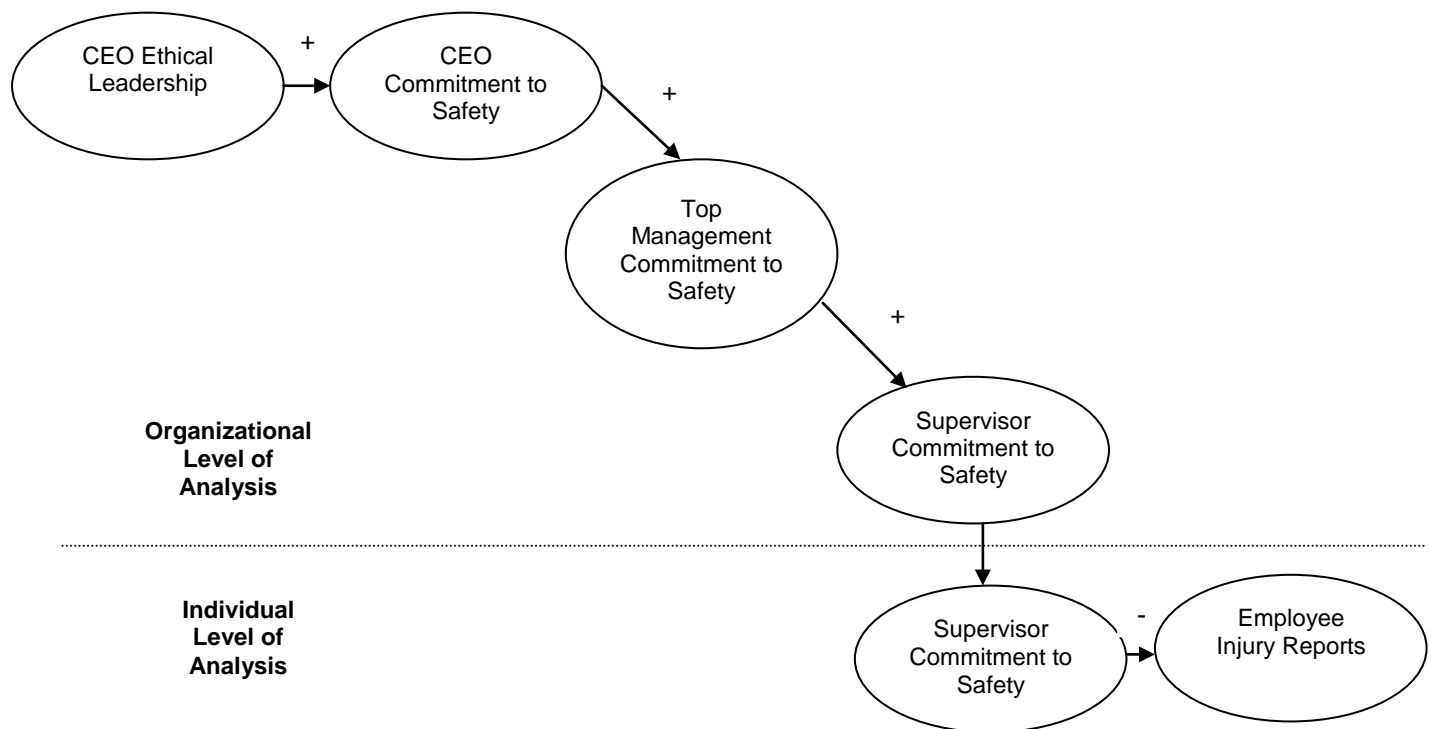 CEO Ethical
Leadership
+
CEO
Commitment to
Safety
+
Top
Management
Commitment to
Safety
+
Supervisor
Commitment to
Safety
Organizational
Level of
Analysis
Individual
Level of
Analysis
Supervisor
Commitment to
Safety
-
Employee
Injury Reports